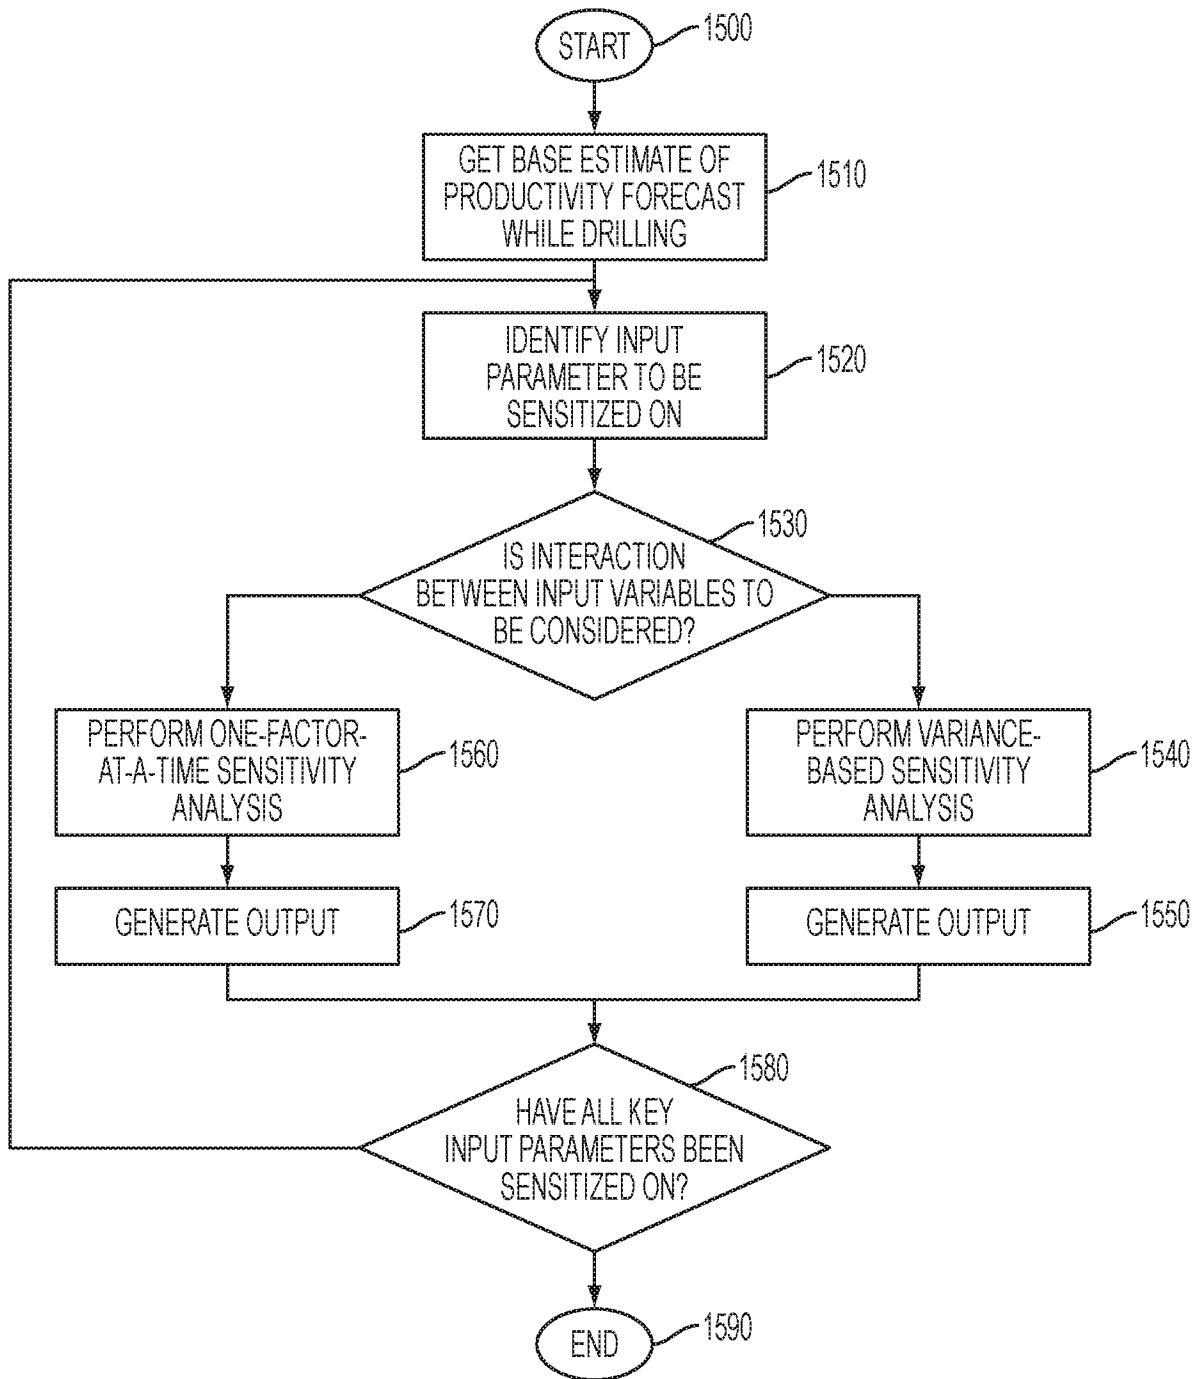 START
1500
GET BASE ESTIMATE OF
PRODUCTIVITY FORECAST
WHILE DRILLING
1510
IDENTIFY INPUT
PARAMETER TO BE
SENSITIZED ON
1520
1530
IS INTERACTION
BETWEEN INPUT VARIABLES TO
BE CONSIDERED?
PERFORM ONE-FACTOR-
AT-A-TIME SENSITIVITY
ANALYSIS
1560
PERFORM VARIANCE-
BASED SENSITIVITY
ANALYSIS
1540
GENERATE OUTPUT
1570
GENERATE OUTPUT
1550
1580
HAVE ALL KEY
INPUT PARAMETERS BEEN
SENSITIZED ON?
END
1590